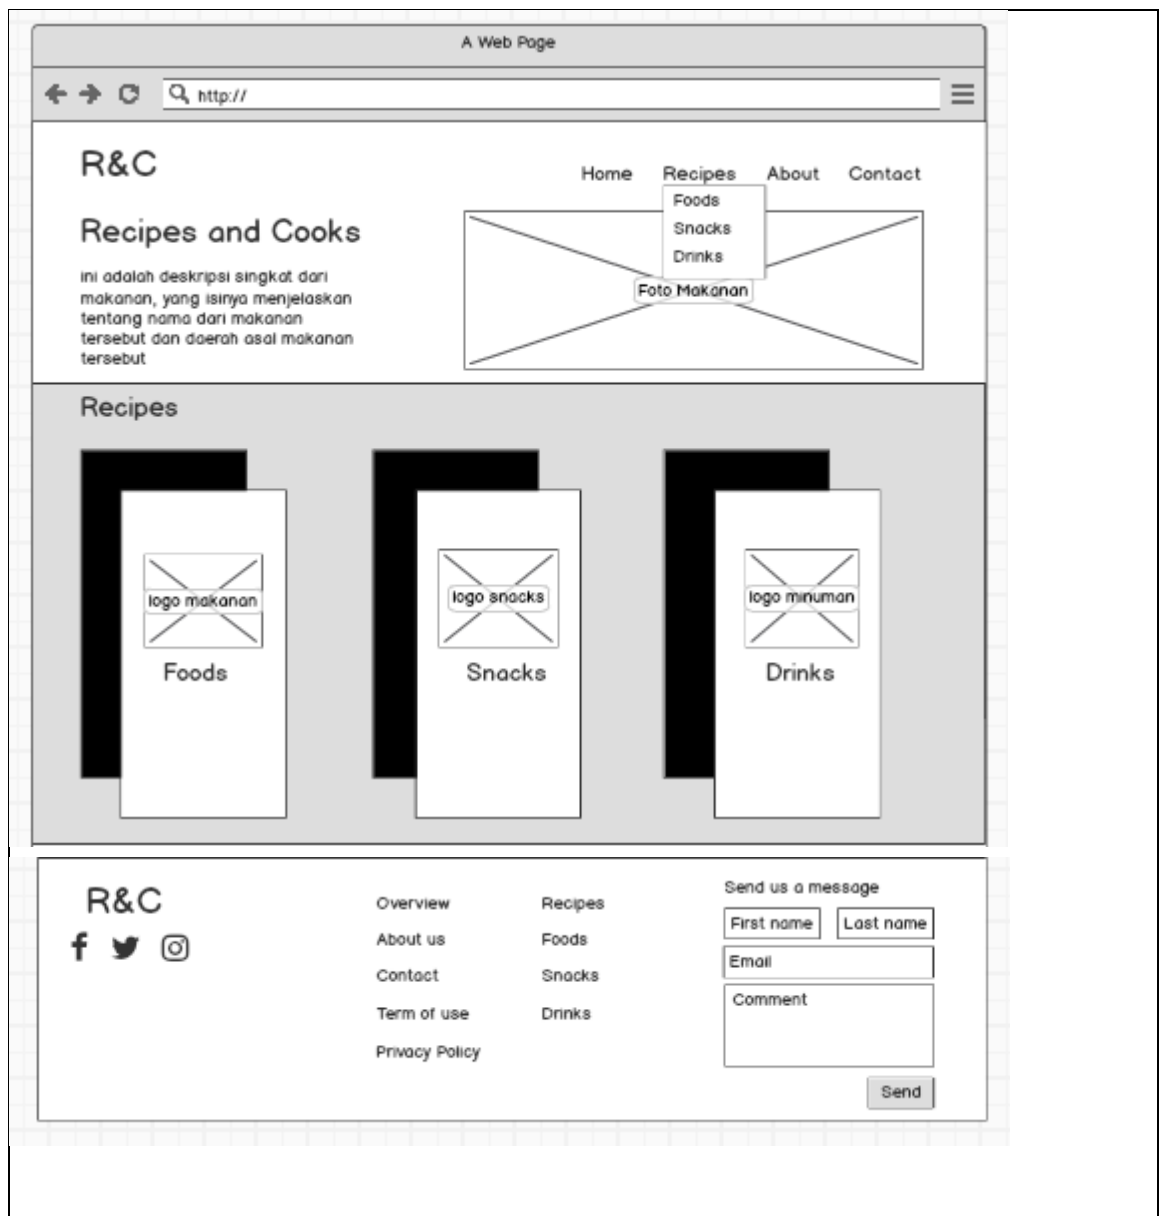 A Web Page
http://
R&C
Home Recipes About Contact
Foods
Snacks
Drinks
Recipes and Cooks
ini adalah deskripsi singkat dari
makanan, yang isinya menjelaskan
tentang nama dari makanan
tersebut dan daerah asal makanan
tersebut
Foto Makanan
Recipes
logo makanan
Foods
logo snacks
Snacks
logo minuman
Drinks
R&C
Overview
About us
Contact
Term of use
Privacy Policy
Recipes
Foods
Snacks
Drinks
Send us a message
First name Last name
Email
Comment
Send